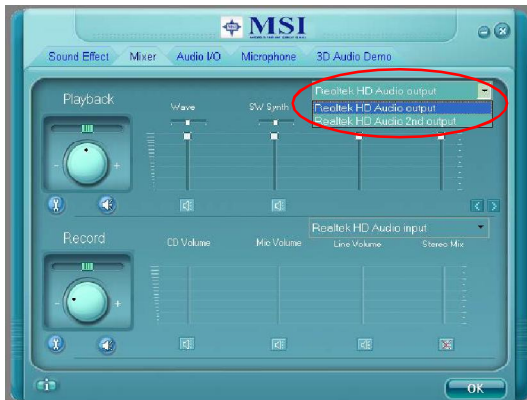 MSI
Sound Effect Mixer Audio I/O Microphone 3D Audio Demo
Realtek HD Audio output
Playback
Wave SW Synth
Realtek HD Audio output
Realtek HD Audio 2nd output
- +
Realtek HD Audio input
Record
CD Volume Mic Volume Line Volume Stereo Mix
- +
i
OK